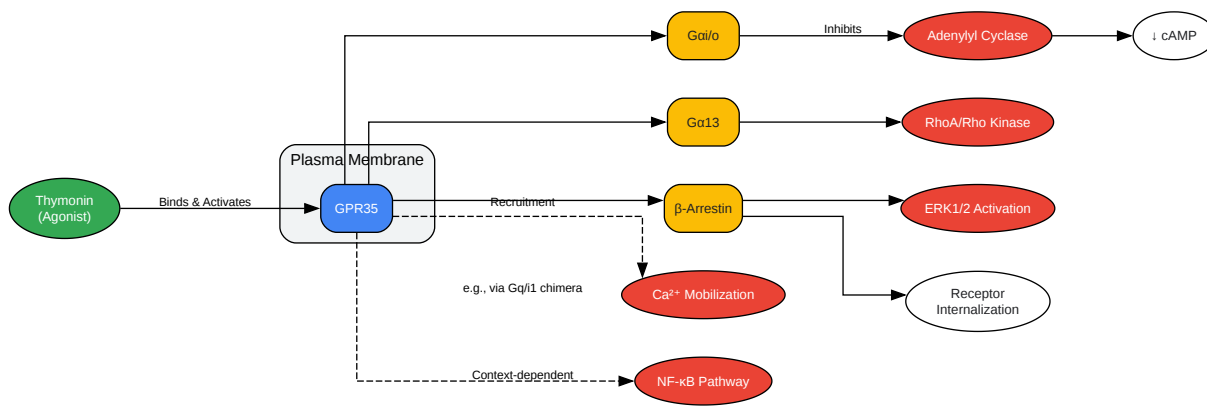 Gαi/o
Inhibits
Adenylyl Cyclase
↓ cAMP
Gα13
RhoA/Rho Kinase
Plasma Membrane
Thymonin
(Agonist)
Binds & Activates
GPR35
Recruitment
β-Arrestin
ERK1/2 Activation
e.g., via Gq/i1 chimera
Ca²⁺ Mobilization
Receptor
Internalization
Context-dependent
NF-κB Pathway